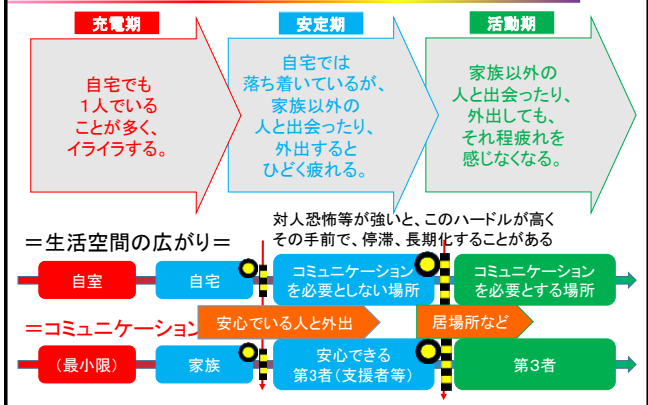 充電期
安定期
活動期
自宅でも
1人でいる
ことが多く、
イライラする。
自宅では
落ち着いているが、
家族以外の
人と出会ったり、
外出すると
ひどく疲れる。
家族以外の
人と出会ったり、
外出しても、
それ程疲れを
感じなくなる。
対人恐怖等が強いと、このハードルが高く
その手前で、停滞、長期化することがある
＝生活空間の広がり＝
自室
自宅
コミュニケーション
を必要としない場所
コミュニケーション
を必要とする場所
＝コミュニケーション
安心でいる人と外出
居場所など
（最小限）
家族
安心できる
第3者（支援者等）
第3者